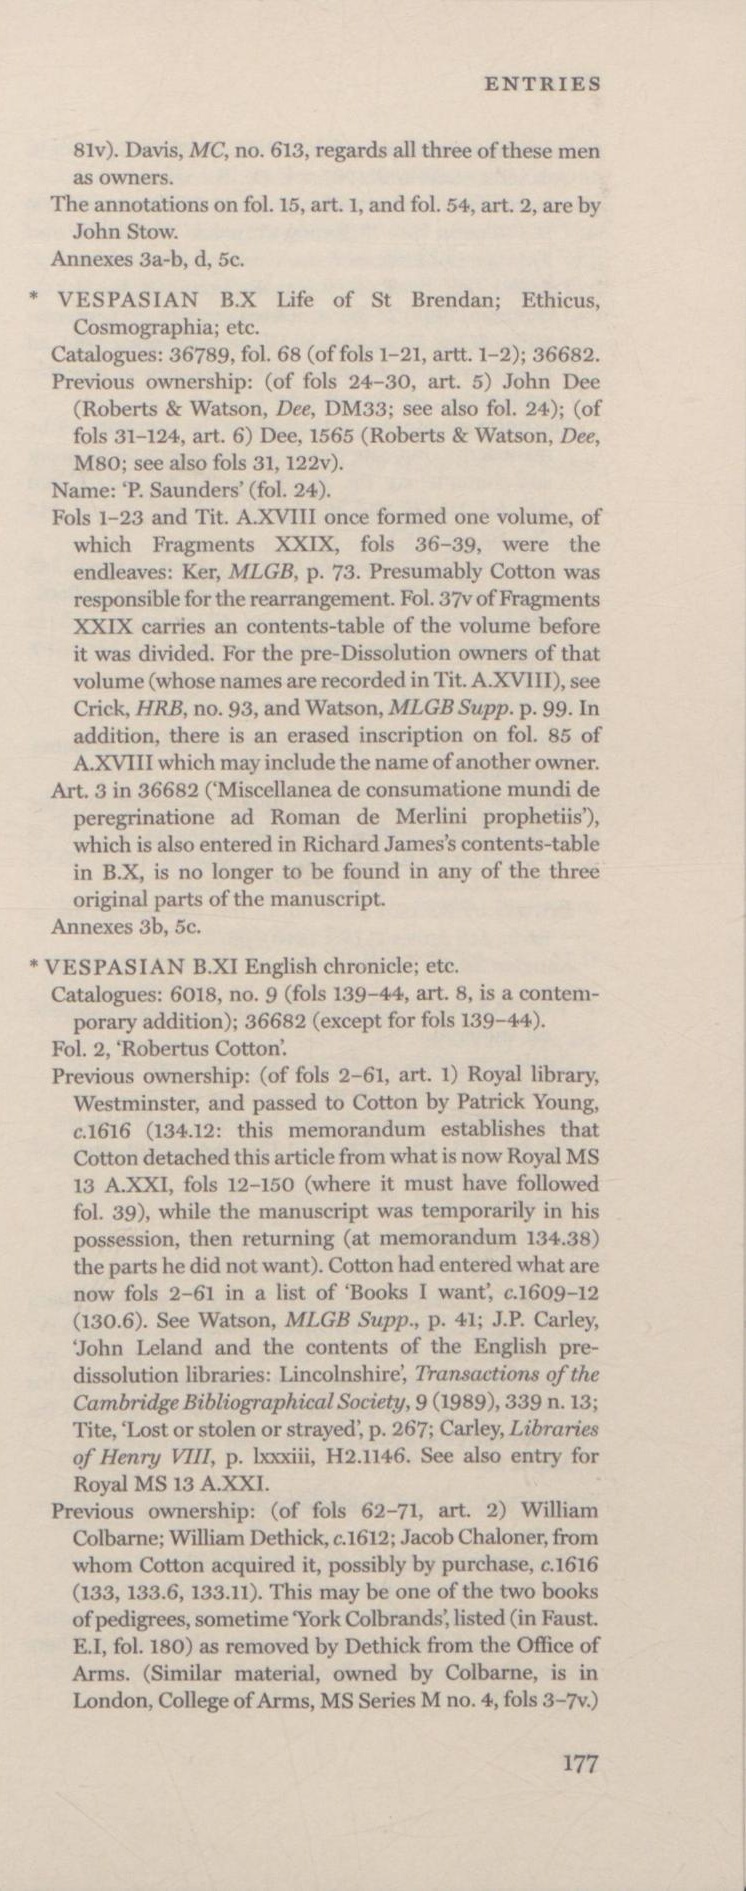 ENTRIES
81v). Davis, MC, no. 613, regards all three of these men
as owners.
The annotations on fol. 15, art. 1, and fol. 54, art. 2, are by
John Stow.
Annexes 3a-b, d, 5c.
* VESPASIAN B.X Life of St Brendan; Ethicus,
Cosmographia; etc.
Catalogues: 36789, fol. 68 (of fols 1–21, artt. 1–2); 36682.
Previous ownership: (of fols 24–30, art. 5) John Dee
(Roberts & Watson, Dee, DM33; see also fol. 24); (of
fols 31–124, art. 6) Dee, 1565 (Roberts & Watson, Dee,
M80; see also fols 31, 122v).
Name: ‘P. Saunders’ (fol. 24).
Fols 1–23 and Tit. A.XVIII once formed one volume, of
which Fragments XXIX, fols 36–39, were the
endleaves: Ker, MLGB, p. 73. Presumably Cotton was
responsible for the rearrangement. Fol. 37v of Fragments
XXIX carries an contents-table of the volume before
it was divided. For the pre-Dissolution owners of that
volume (whose names are recorded in Tit. A.XVIII), see
Crick, HRB, no. 93, and Watson, MLGB Supp. p. 99. In
addition, there is an erased inscription on fol. 85 of
A.XVIII which may include the name of another owner.
Art. 3 in 36682 (‘Miscellanea de consumatione mundi de
peregrinatione ad Roman de Merlini prophetiis’),
which is also entered in Richard James’s contents-table
in B.X, is no longer to be found in any of the three
original parts of the manuscript.
Annexes 3b, 5c.
* VESPASIAN B.XI English chronicle; etc.
Catalogues: 6018, no. 9 (fols 139–44, art. 8, is a contem-
porary addition); 36682 (except for fols 139–44).
Fol. 2, ‘Robertus Cotton’.
Previous ownership: (of fols 2–61, art. 1) Royal library,
Westminster, and passed to Cotton by Patrick Young,
c.1616 (134.12: this memorandum establishes that
Cotton detached this article from what is now Royal MS
13 A.XXI, fols 12–150 (where it must have followed
fol. 39), while the manuscript was temporarily in his
possession, then returning (at memorandum 134.38)
the parts he did not want). Cotton had entered what are
now fols 2–61 in a list of ‘Books I want’, c.1609–12
(130.6). See Watson, MLGB Supp., p. 41; J.P. Carley,
‘John Leland and the contents of the English pre-
dissolution libraries: Lincolnshire’, Transactions of the
Cambridge Bibliographical Society, 9 (1989), 339 n. 13;
Tite, ‘Lost or stolen or strayed’, p. 267; Carley, Libraries
of Henry VIII, p. lxxxiii, H2.1146. See also entry for
Royal MS 13 A.XXI.
Previous ownership: (of fols 62–71, art. 2) William
Colbarne; William Dethick, c.1612; Jacob Chaloner, from
whom Cotton acquired it, possibly by purchase, c.1616
(133, 133.6, 133.11). This may be one of the two books
of pedigrees, sometime ‘York Colbrands’, listed (in Faust.
E.I, fol. 180) as removed by Dethick from the Office of
Arms. (Similar material, owned by Colbarne, is in
London, College of Arms, MS Series M no. 4, fols 3–7v.)
177